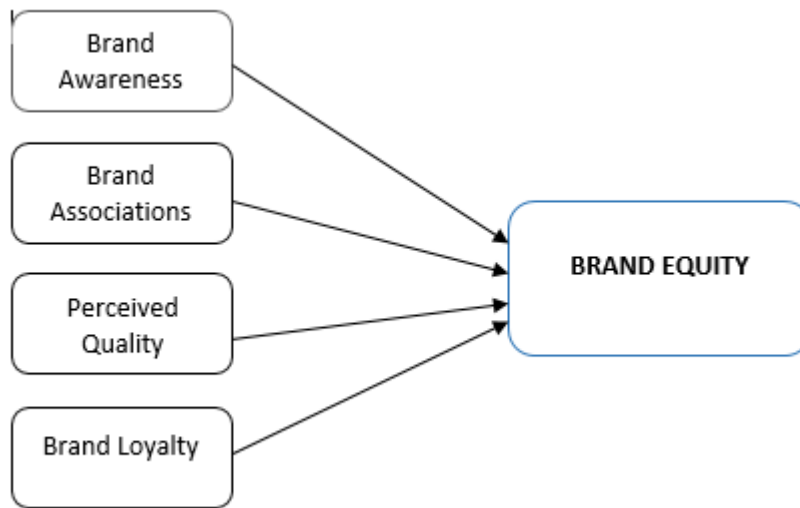 Brand
Awareness
Brand
Associations
Perceived
Quality
Brand Loyalty
BRAND EQUITY